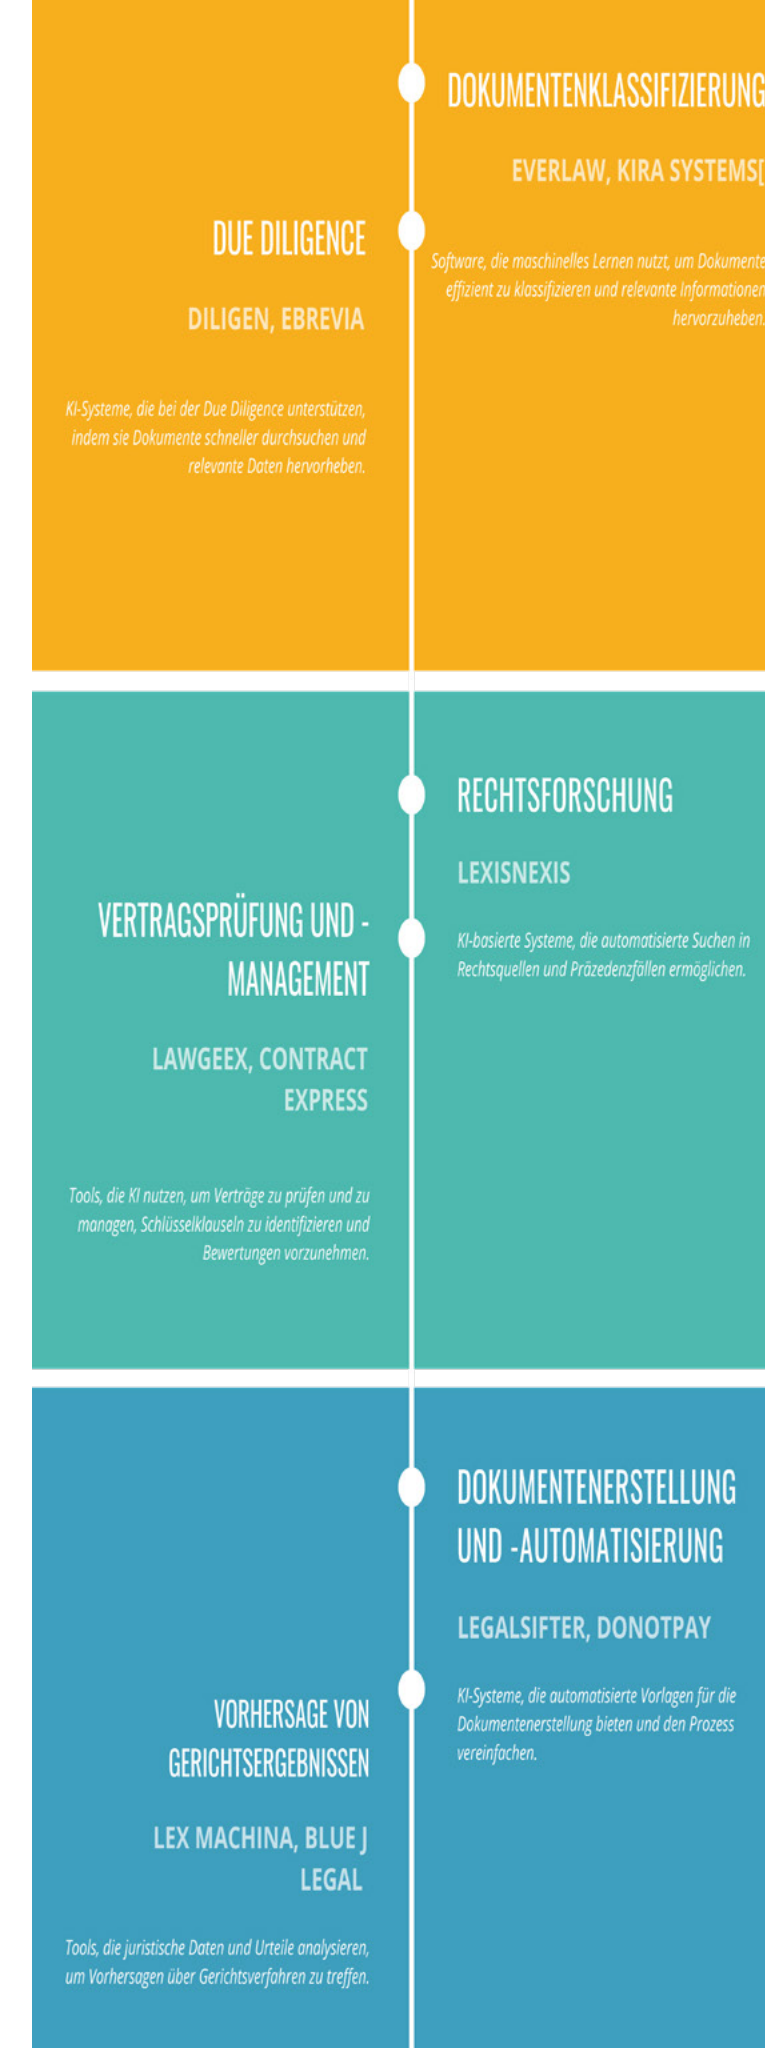 DOKUMENTENKLASSIFIZIERUNG
EVERLAW, KIRA SYSTEMS[
Software, die maschinelles Lernen nutzt, um Dokumente
effizient zu klassifizieren und relevante Informationen
hervorzuheben.
DUE DILIGENCE
DILIGEN, EBREVIA
KI-Systeme, die bei der Due Diligence unterstützen,
indem sie Dokumente schneller durchsuchen und
relevante Daten hervorheben.
RECHTSFORSCHUNG
LEXISNEXIS
KI-basierte Systeme, die automatisierte Suchen in
Rechtsquellen und Präzedenzfällen ermöglichen.
VERTRAGSPRÜFUNG UND -
MANAGEMENT
LAWGEEX, CONTRACT
EXPRESS
Tools, die KI nutzen, um Verträge zu prüfen und zu
managen, Schlüsselklauseln zu identifizieren und
Bewertungen vorzunehmen.
DOKUMENTENERSTELLUNG
UND -AUTOMATISIERUNG
LEGALSIFTER, DONOTPAY
KI-Systeme, die automatisierte Vorlagen für die
Dokumentenerstellung bieten und den Prozess
vereinfachen.
VORHERSAGE VON
GERICHTSERGEBNISSEN
LEX MACHINA, BLUE J
LEGAL
Tools, die juristische Daten und Urteile analysieren,
um Vorhersagen über Gerichtsverfahren zu treffen.